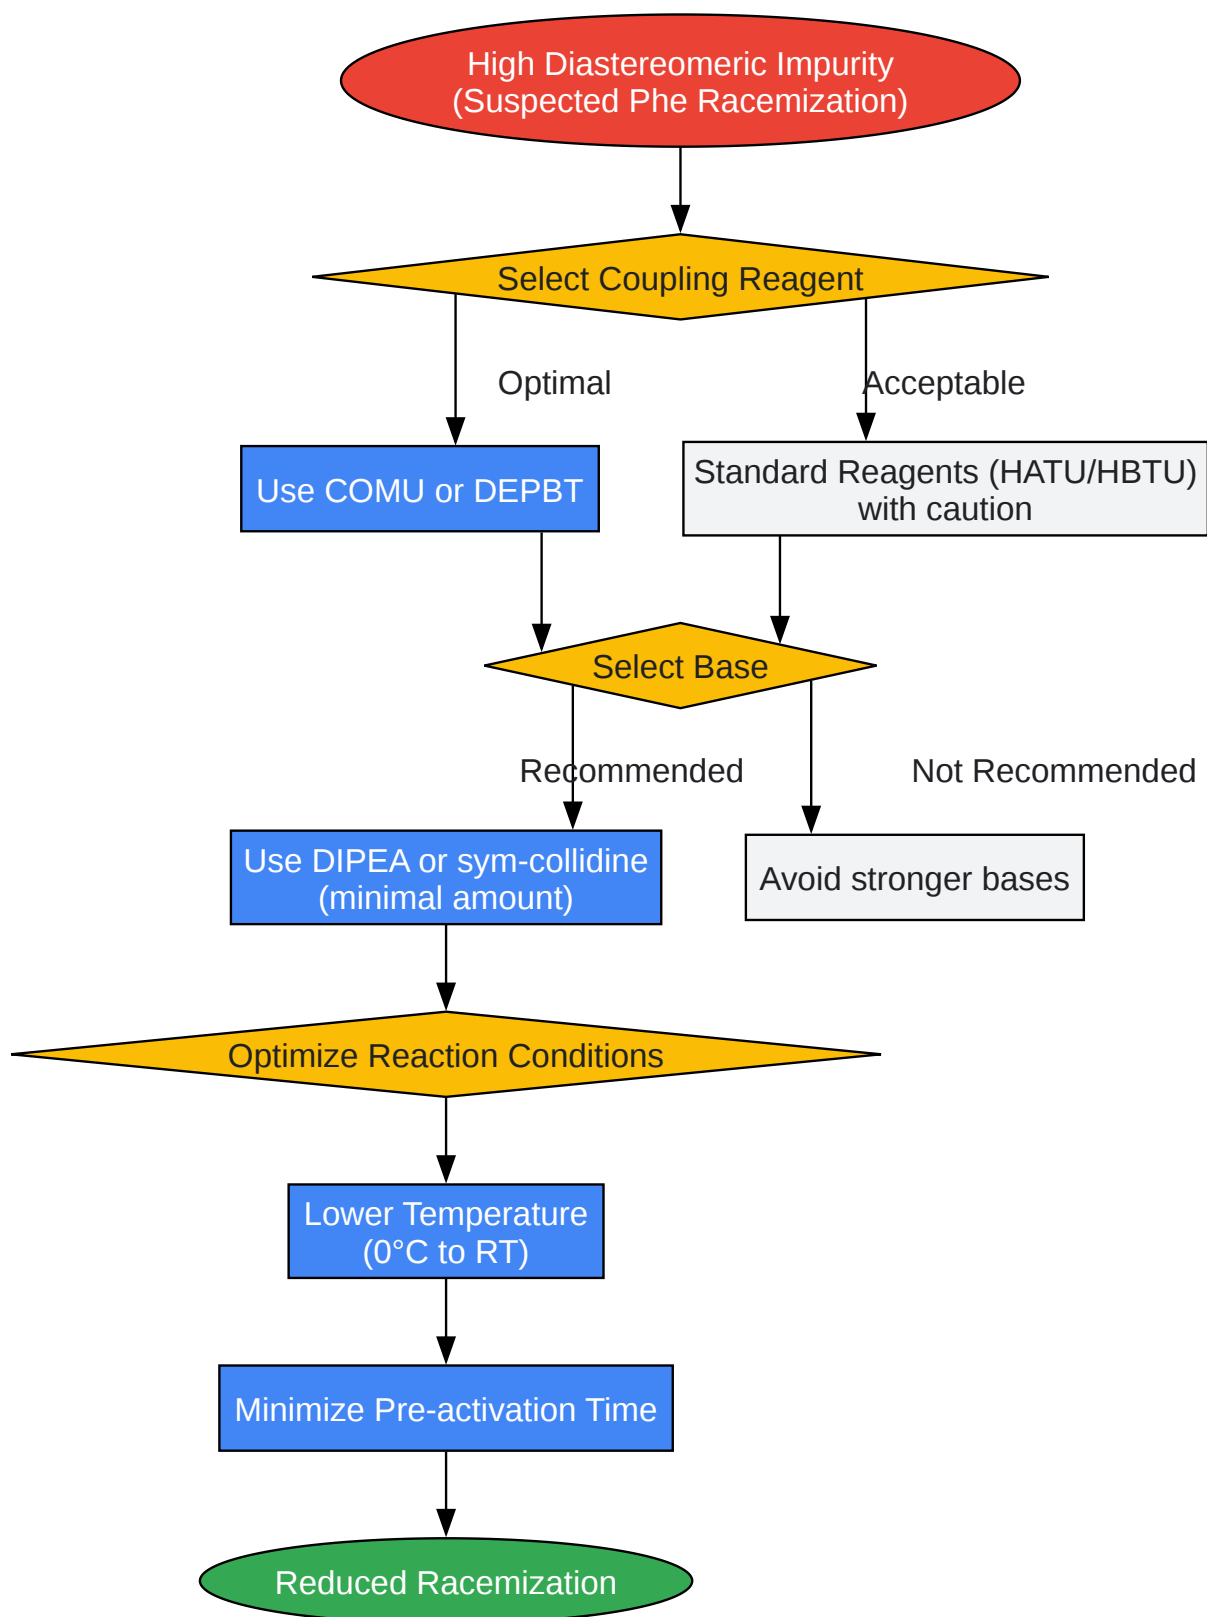 High Diastereomeric Impurity
(Suspected Phe Racemization)
Select Coupling Reagent
Optimal
Acceptable
Use COMU or DEPBT
Standard Reagents (HATU/HBTU)
with caution
Select Base
Recommended
Not Recommended
Use DIPEA or sym-collidine
(minimal amount)
Avoid stronger bases
Optimize Reaction Conditions
Lower Temperature
(0°C to RT)
Minimize Pre-activation Time
Reduced Racemization